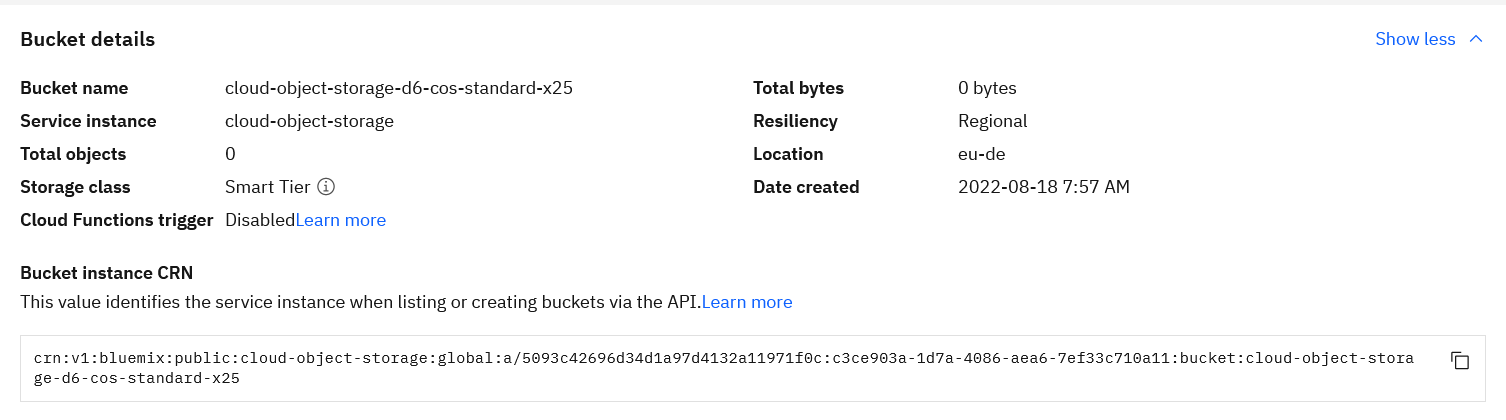 Bucket details
Show less
Bucket name cloud-object-storage-d6-cos-standard-x25
Total bytes 0 bytes
Service instance cloud-object-storage
Resiliency Regional
Total objects 0
Location eu-de
Storage class Smart Tier
Date created 2022-08-18 7:57 AM
Cloud Functions trigger DisabledLearn more
Bucket instance CRN
This value identifies the service instance when listing or creating buckets via the API.Learn more
crn:v1:bluemix:public:cloud-object-storage:global:a/5093c42696d34d1a97d4132a11971f0c:c3ce903a-1d7a-4086-aea6-7ef33c710a11:bucket:cloud-object-stora
ge-d6-cos-standard-x25